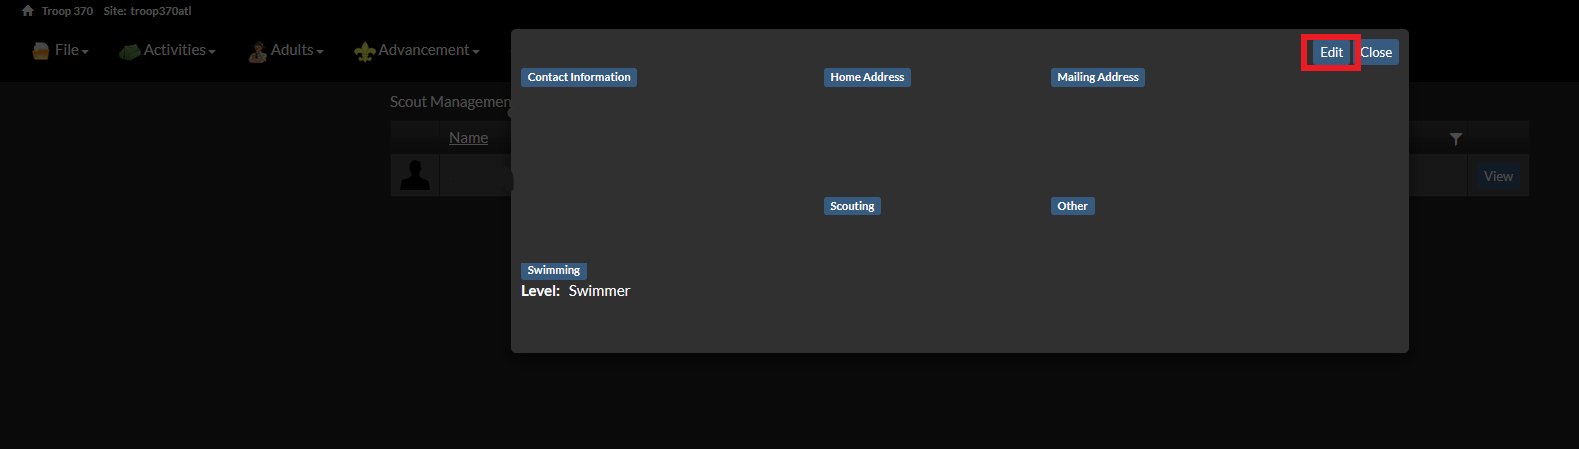 Troop 370 Site: troop370atl
File Activities Adults Advancement
Edit Close
Contact Information Home Address Mailing Address
Scout Managemen
Name
View
Scouting Other
Swimming
Level: Swimmer